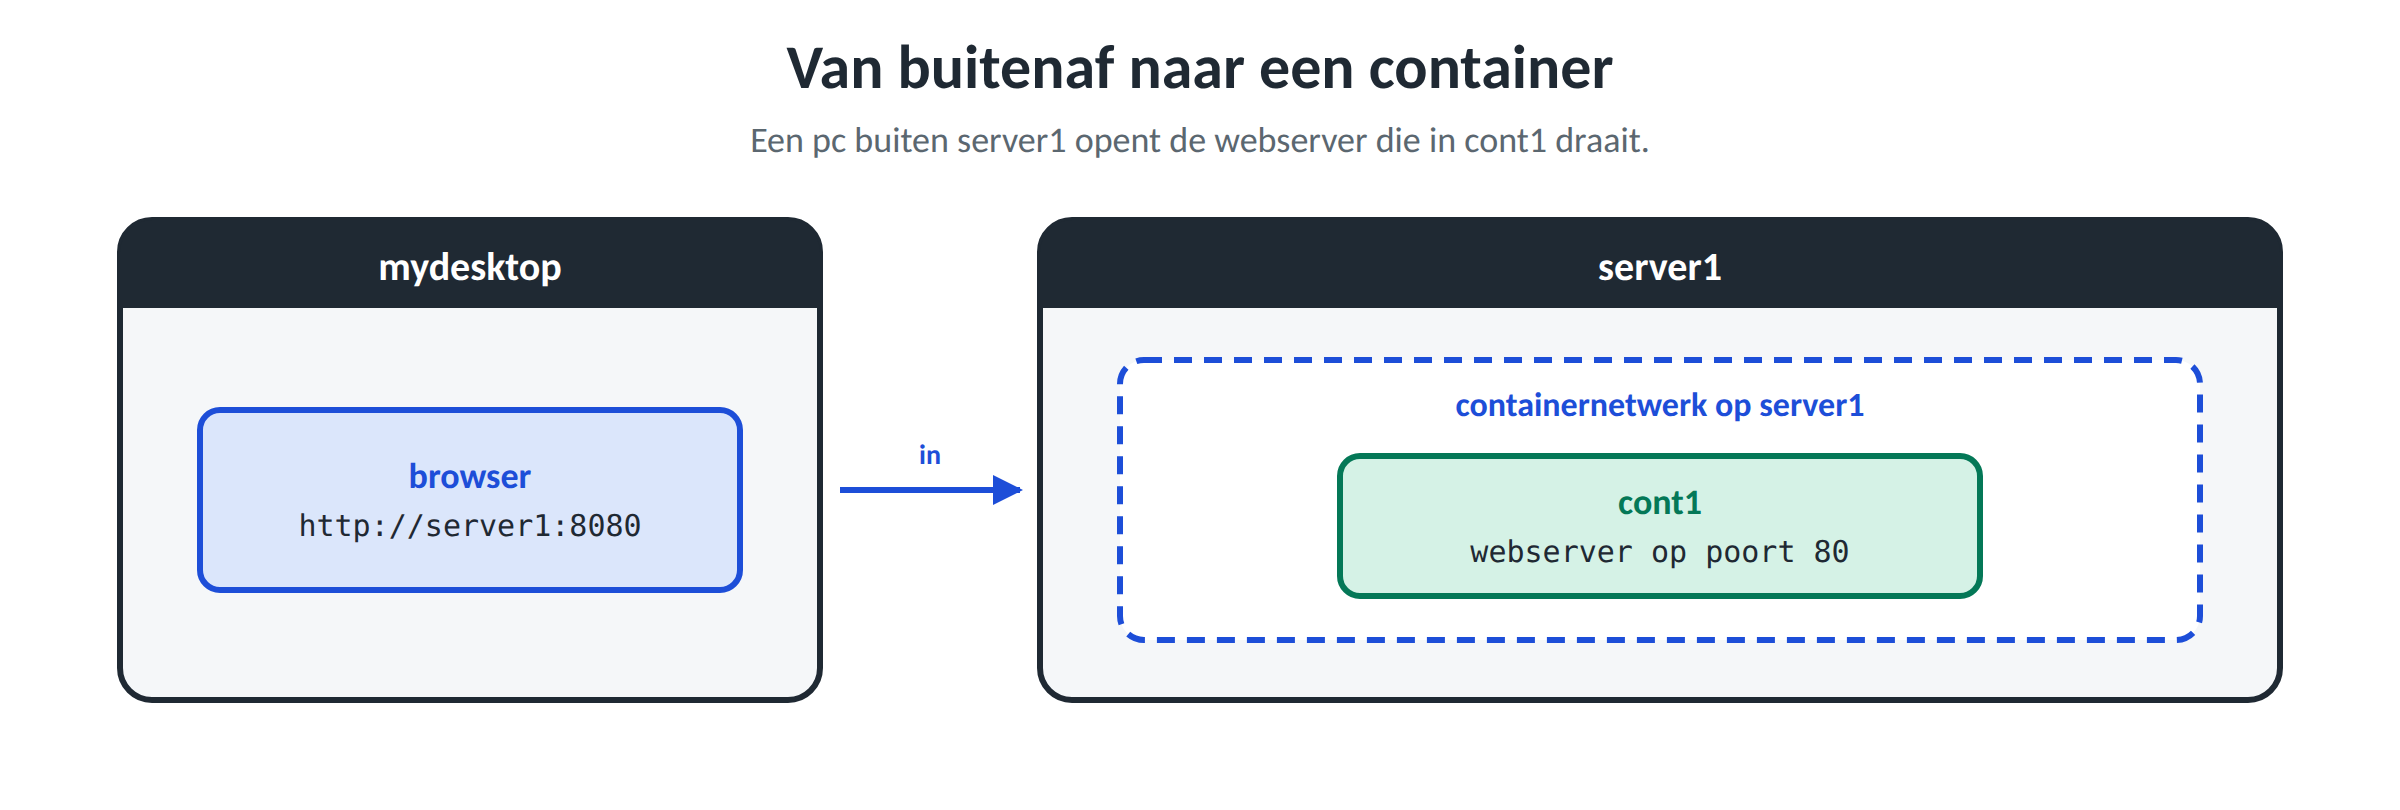 Van buitenaf naar een container
Een pc buiten server1 opent de webserver die in cont1 draait.
mydesktop
browser
http://server1:8080
in
server1
containernetwerk op server1
cont1
webserver op poort 80